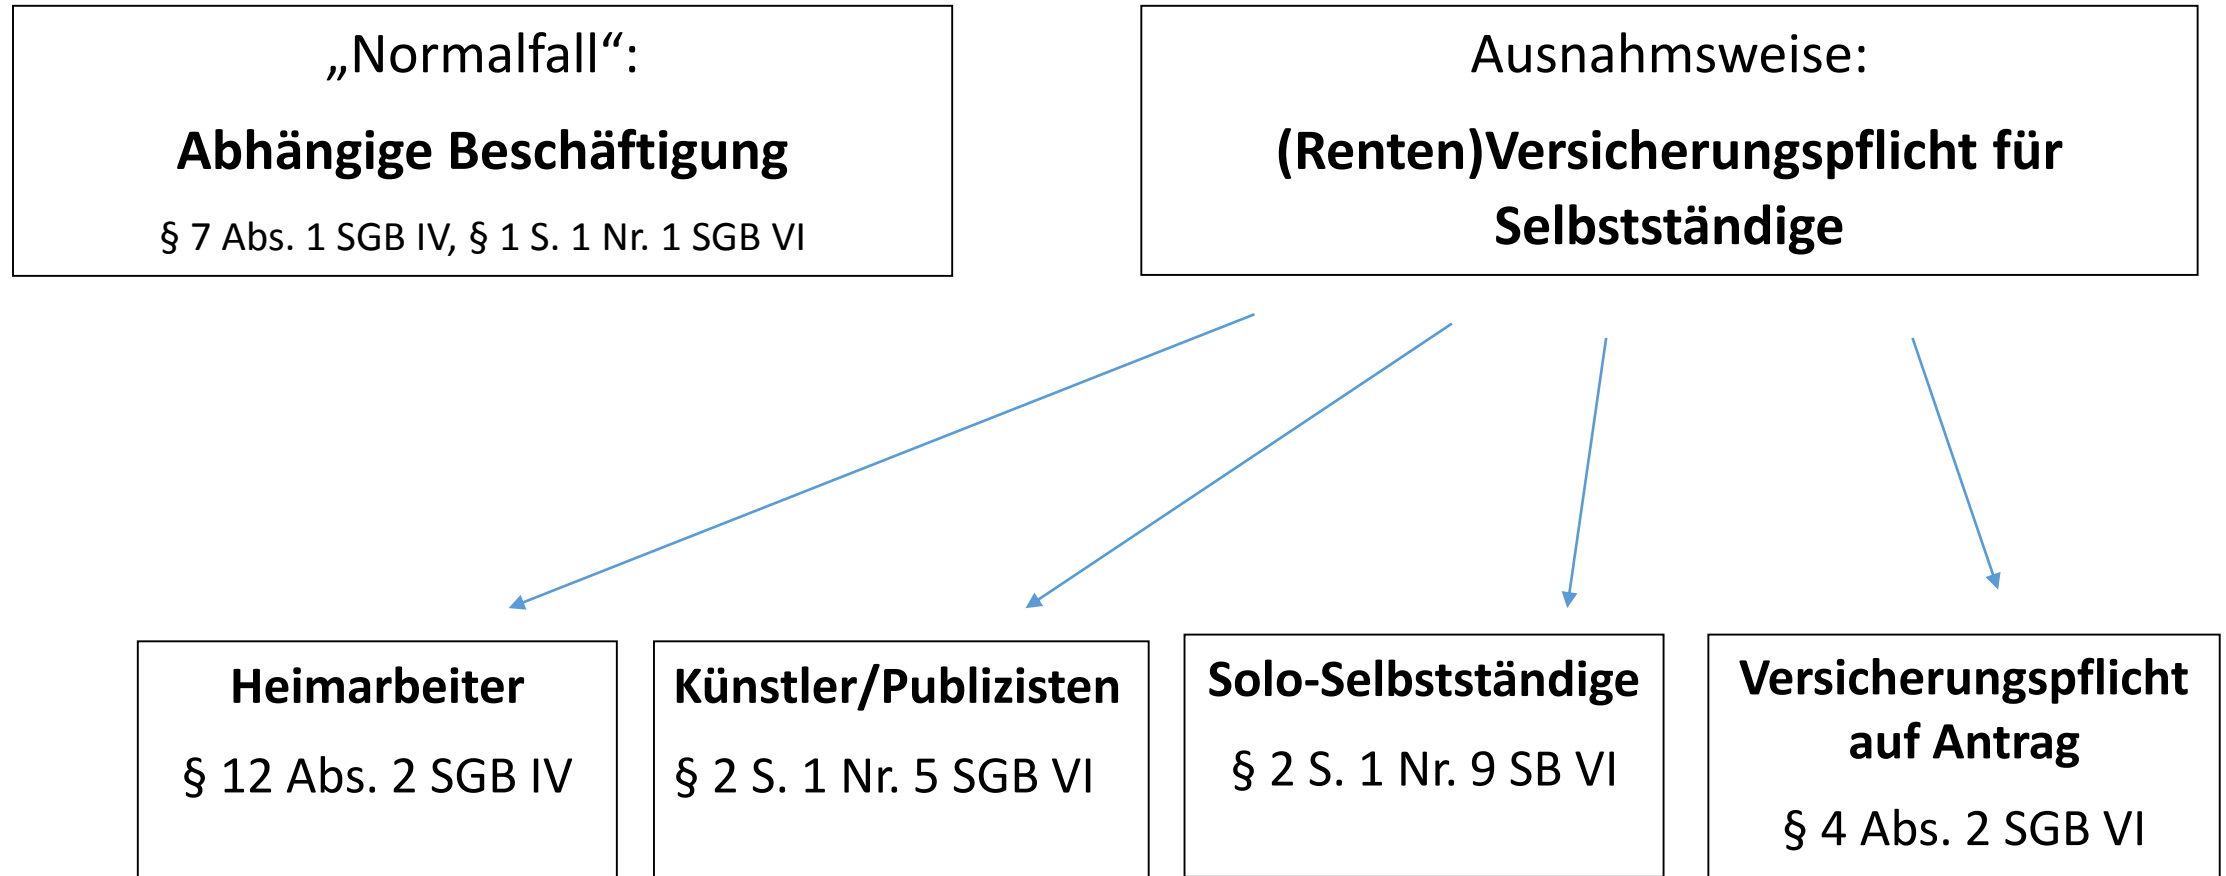 „Normalfall“:
Abhängige Beschäftigung
§ 7 Abs. 1 SGB IV, § 1 S. 1 Nr. 1 SGB VI
Ausnahmsweise:
(Renten)Versicherungspflicht für
Selbstständige
Heimarbeiter
§ 12 Abs. 2 SGB IV
Künstler/Publizisten
§ 2 S. 1 Nr. 5 SGB VI
Solo-Selbstständige
§ 2 S. 1 Nr. 9 SB VI
Versicherungspflicht
auf Antrag
§ 4 Abs. 2 SGB VI